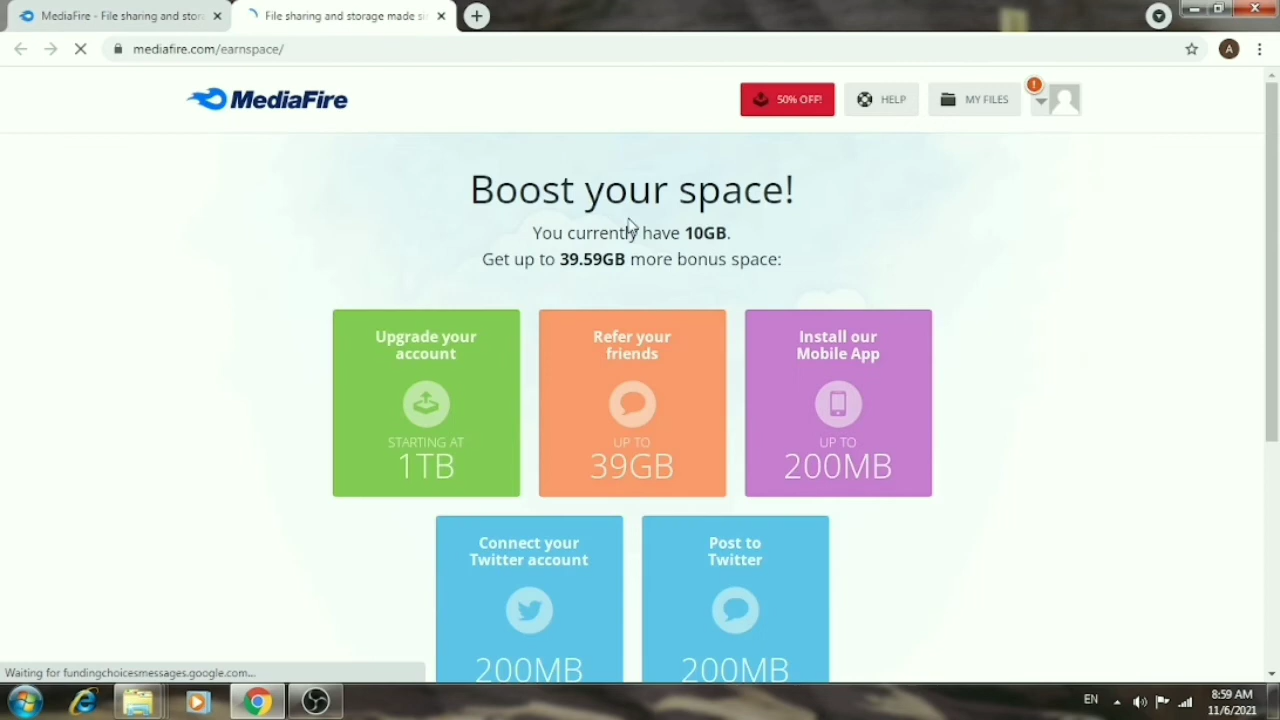 MediaFire - File sharing and stor
File sharing and storage made si
mediafire.com/earnspace/
A
MediaFire
50% OFF!
HELP
MY FILES
!
Boost your space!
You currently have 10GB.
Get up to 39.59GB more bonus space:
Upgrade your
account
STARTING AT
1TB
Refer your
friends
UP TO
39GB
Install our
Mobile App
UP TO
200MB
Connect your
Twitter account
200MB
Post to
Twitter
200MB
Waiting for fundingchoicesmessages.google.com...
EN
8:59 AM
11/6/2021